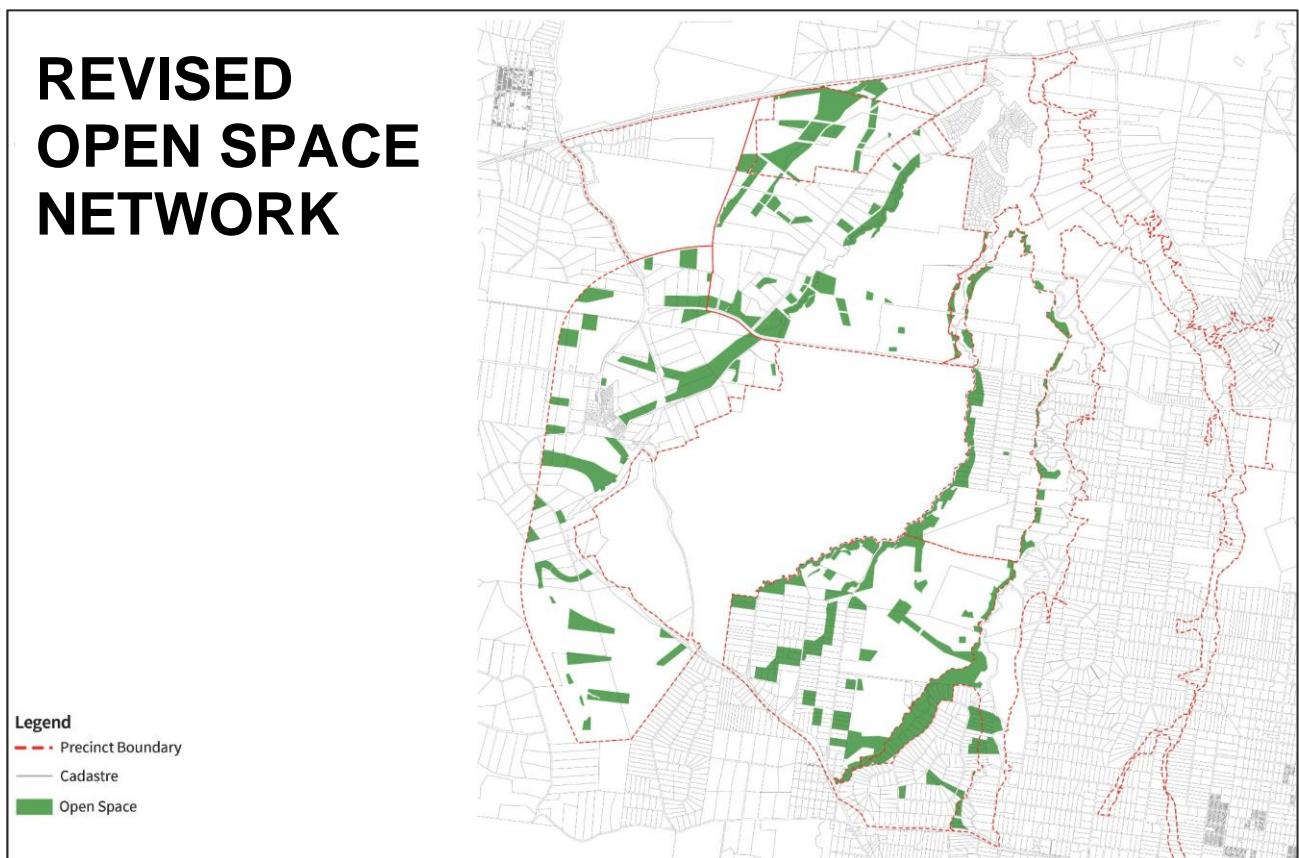 REVISED
OPEN SPACE
NETWORK
Legend
Precinct Boundary
Cadastre
Open Space